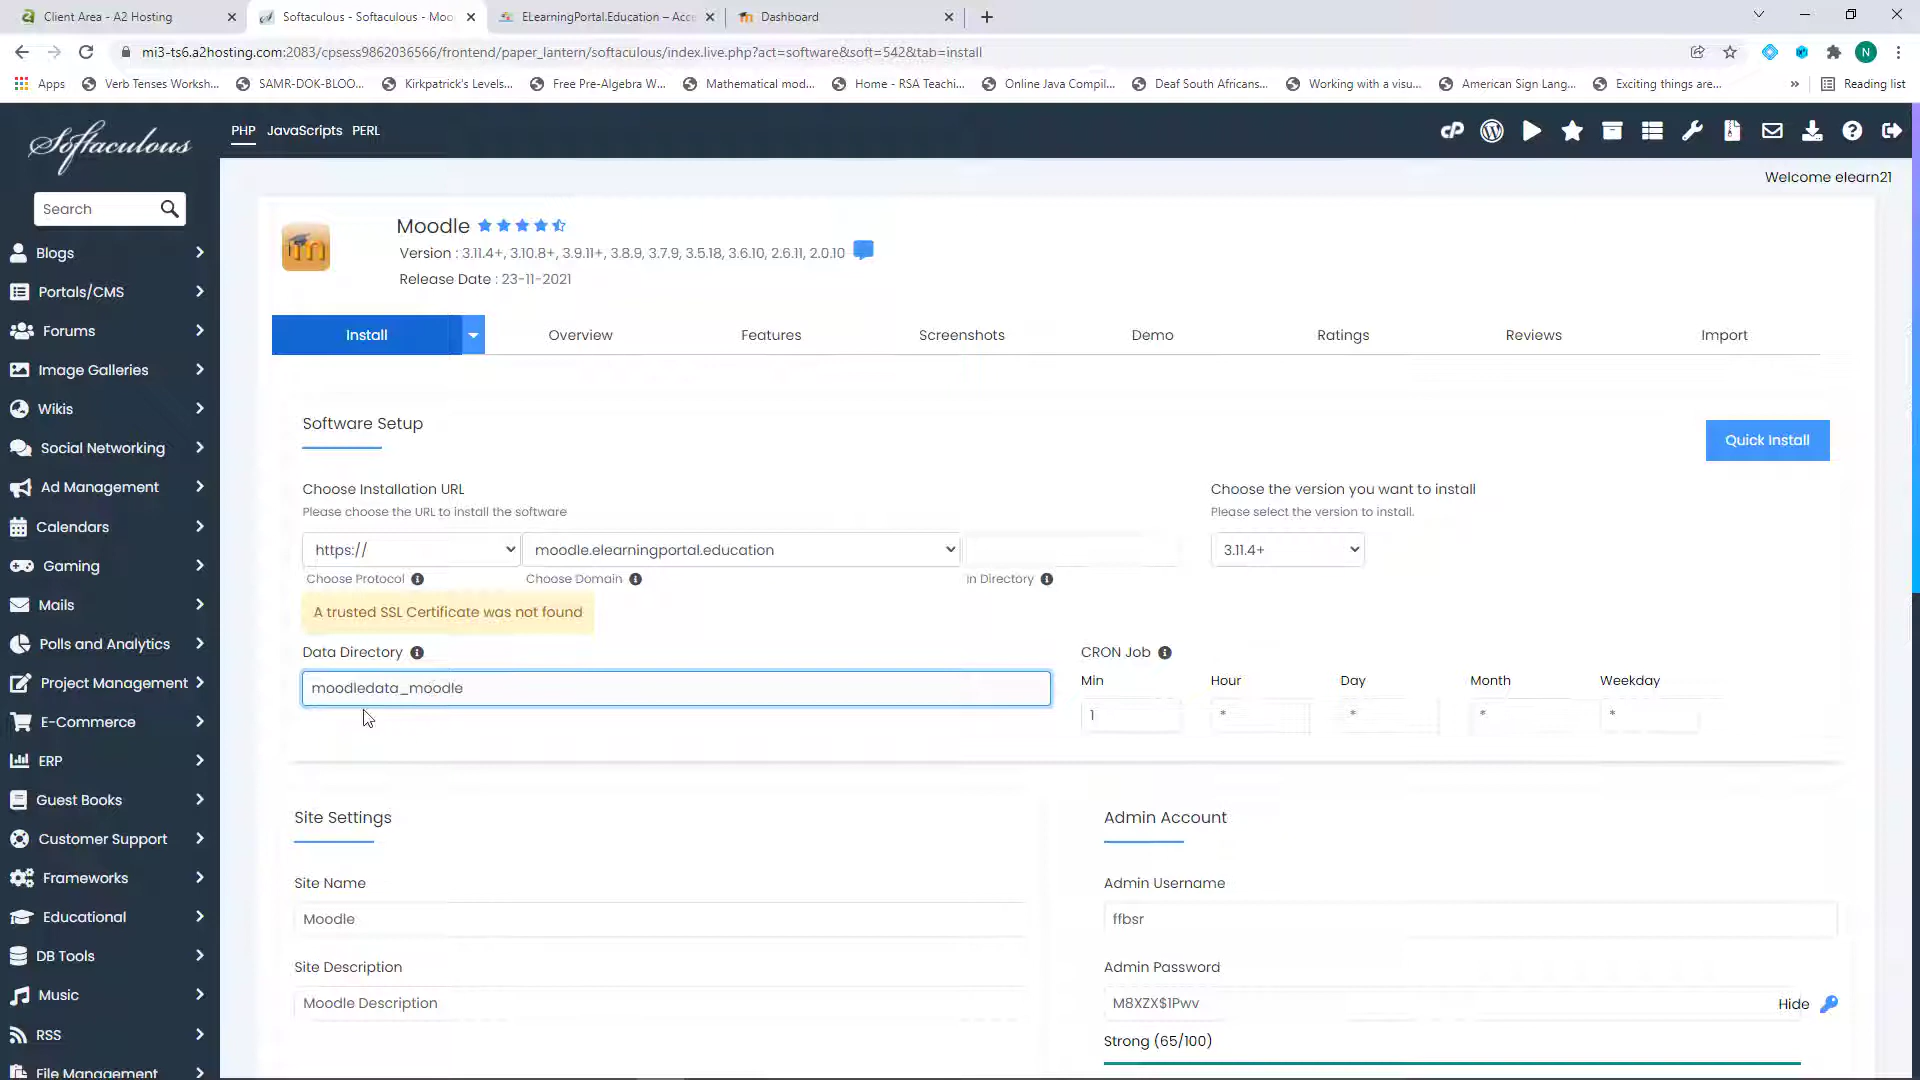 Client Area - A2 Hosting
Softaculous - Softaculous - Moo
ELearningPortal.Education – Acce
Dashboard
mi3-ts6.a2hosting.com:2083/cpsess9862036566/frontend/paper_lantern/softaculous/index.live.php?act=software&soft=542&tab=install
N
Apps
Verb Tenses Worksh...
SAMR-DOK-BLOO...
Kirkpatrick's Levels...
Free Pre-Algebra W...
Mathematical mod...
Home - RSA Teachi...
Online Java Compil...
Deaf South Africans...
Working with a visu...
American Sign Lang...
Exciting things are...
»
Reading list
Softaculous
PHP
JavaScripts
PERL
Welcome elearn21
Search
Blogs
Portals/CMS
Forums
Image Galleries
Wikis
Social Networking
Ad Management
Calendars
Gaming
Mails
Polls and Analytics
Project Management
E-Commerce
ERP
Guest Books
Customer Support
Frameworks
Educational
DB Tools
Music
RSS
File Management
Moodle
Version : 3.11.4+, 3.10.8+, 3.9.11+, 3.8.9, 3.7.9, 3.5.18, 3.6.10, 2.6.11, 2.0.10
Release Date : 23-11-2021
Install
Overview
Features
Screenshots
Demo
Ratings
Reviews
Import
Software Setup
Quick Install
Choose Installation URL
Please choose the URL to install the software
https://
moodle.elearningportal.education
Choose Protocol
Choose Domain
In Directory
A trusted SSL Certificate was not found
Choose the version you want to install
Please select the version to install.
3.11.4+
Data Directory
moodledata_moodle
CRON Job
Min
Hour
Day
Month
Weekday
1
*
*
*
*
Site Settings
Site Name
Moodle
Site Description
Moodle Description
Admin Account
Admin Username
ffbsr
Admin Password
M8XZX$1Pwv
Hide
Strong (65/100)